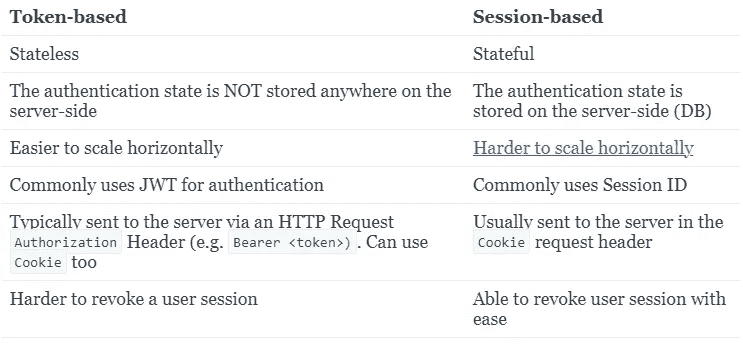 Token-based Session-based
Stateless Stateful
The authentication state is NOT stored anywhere on the The authentication state is
server-side stored on the server-side (DB)
Easier to scale horizontally Harder to scale horizontally
Commonly uses JWT for authentication Commonly uses Session ID
Typically sent to the server via an HTTP Request Usually sent to the server in the
Authorization Header (e.g. Bearer <token>) . Can use Cookie request header
Cookie too
Harder to revoke a user session Able to revoke user session with
ease